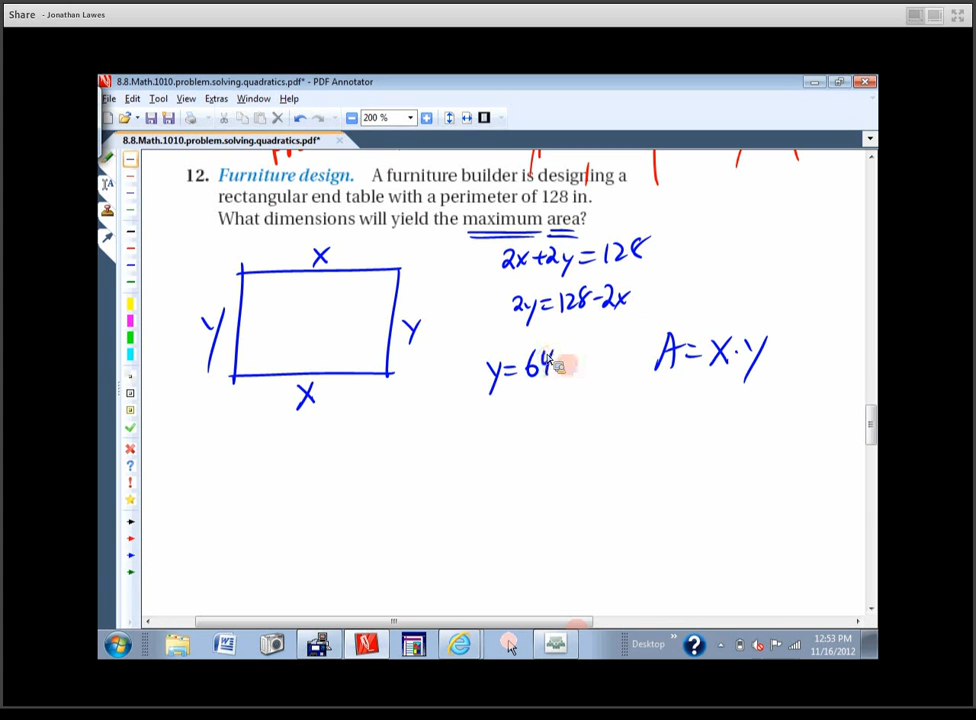 Share - Jonathan Lawes
8.8.Math.1010.problem.solving.quadratics.pdf* - PDF Annotator
File Edit Tool View Extras Window Help
200 %
8.8.Math.1010.problem.solving.quadratics.pdf*
12. Furniture design. A furniture builder is designing a
rectangular end table with a perimeter of 128 in.
What dimensions will yield the maximum area?
x
2x+2y=128
2y=128-2x
y
y
y=64
A=x·y
x
Desktop
12:53 PM
11/16/2012